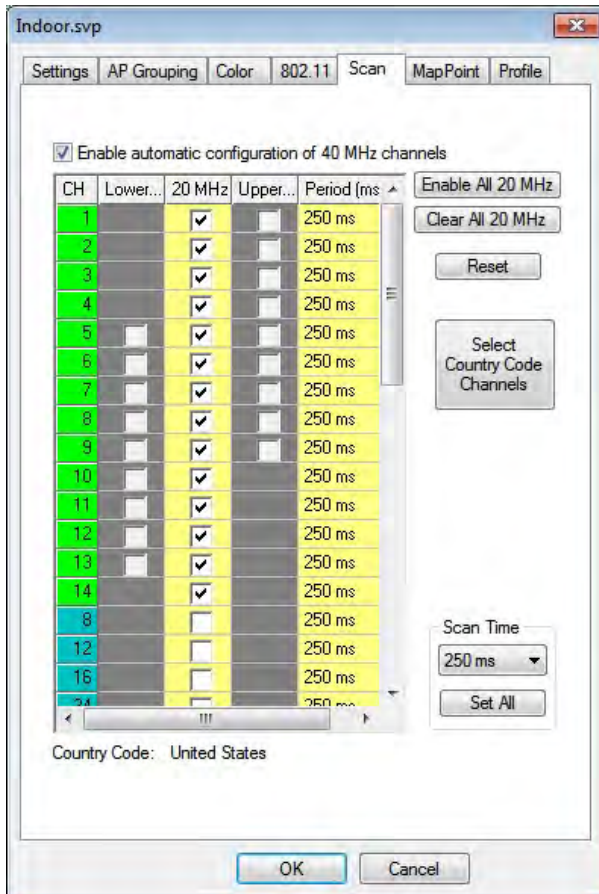 Indoor.svp
Settings AP Grouping Color 802.11 Scan MapPoint Profile
Enable automatic configuration of 40 MHz channels
CH Lower... 20 MHz Upper... Period (ms
1 250 ms
2 250 ms
3 250 ms
4 250 ms
5 250 ms
6 250 ms
7 250 ms
8 250 ms
9 250 ms
10 250 ms
11 250 ms
12 250 ms
13 250 ms
14 250 ms
8 250 ms
12 250 ms
16 250 ms
24 250 ms
Enable All 20 MHz
Clear All 20 MHz
Reset
Select
Country Code
Channels
Scan Time
250 ms
Set All
Country Code: United States
OK Cancel